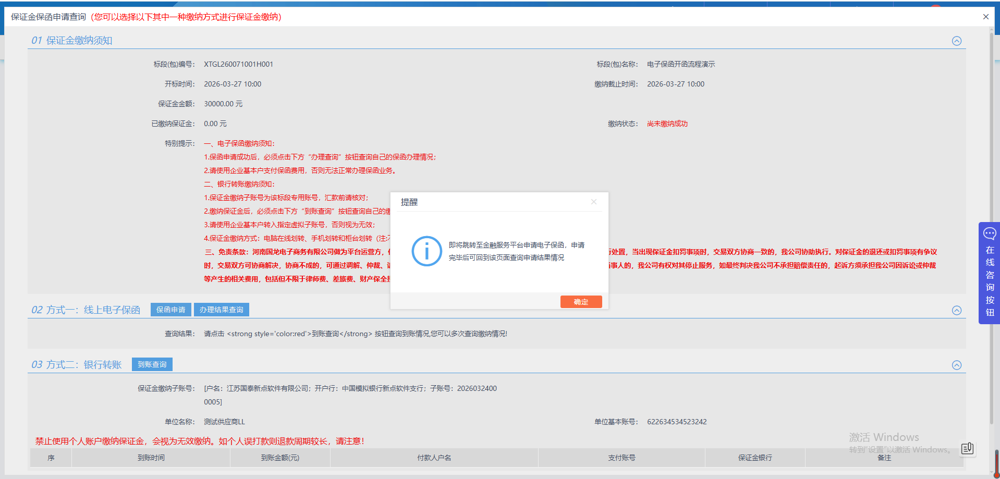 保证金保函申请查询（您可以选择以下其中一种缴纳方式进行保证金缴纳）
01 保证金缴纳须知
标段(包)编号： XTGL260071001H001 标段(包)名称： 电子保函开函流程演示
开标时间： 2026-03-27 10:00 缴纳截止时间： 2026-03-27 10:00
保证金金额： 30000.00 元
已缴纳保证金： 0.00 元 缴纳状态： 尚未缴纳成功
特别提示： 一、电子保函缴纳须知：
1.保函申请成功后，必须点击下方“办理查询”按钮查询自己的保函办理情况；
2.请使用企业基本户支付保函费用，否则无法正常办理保函业务。
二、银行转账缴纳须知：
1.保证金缴纳子账号为该标段专用账号，汇款前请核对；
2.缴纳保证金后，必须点击下方“到账查询”按钮查询自己的
3.请使用企业基本户转入指定虚拟子账号，否则视为无效；
4.保证金缴纳方式：电脑在线划转、手机划转和柜台划转（注:
三、免责条款：河南国龙电子商务有限公司做为平台运营方， 处置，当出现保证金扣罚事项时，交易双方协商一致的，我公司协助执行。对保证金的退还或扣罚事项有争议
时，交易双方可协商解决，协商不成的，可通过调解、仲裁、 事人的，我公司有权对其停止服务，如最终判决我公司不承担赔偿责任的，起诉方须承担我公司因诉讼或仲裁
等产生的相关费用，包括但不限于律师费、差旅费、财产保全
提醒
即将跳转至金融服务平台申请电子保函，申请
完毕后可回到该页面查询申请结果情况
确定
02 方式一：线上电子保函 保函申请 办理结果查询
查询结果： 请点击 <strong style='color:red'>到账查询</strong> 按钮查询到账情况,您可以多次查询缴纳情况!
03 方式二：银行转账 到账查询
保证金缴纳子账号： [户名：江苏国泰新点软件有限公司；开户行：中国模拟银行新点软件支行；子账号：2026032400
0005]
单位名称： 测试供应商LL 单位基本账号： 622634534523242
禁止使用个人账户缴纳保证金，会视为无效缴纳。如个人误打款则退款周期较长，请注意！
序 到账时间 到账金额(元) 付款人户名 支付账号 保证金银行 备注
在线咨询按钮
激活 Windows
转到“设置”以激活 Windows。